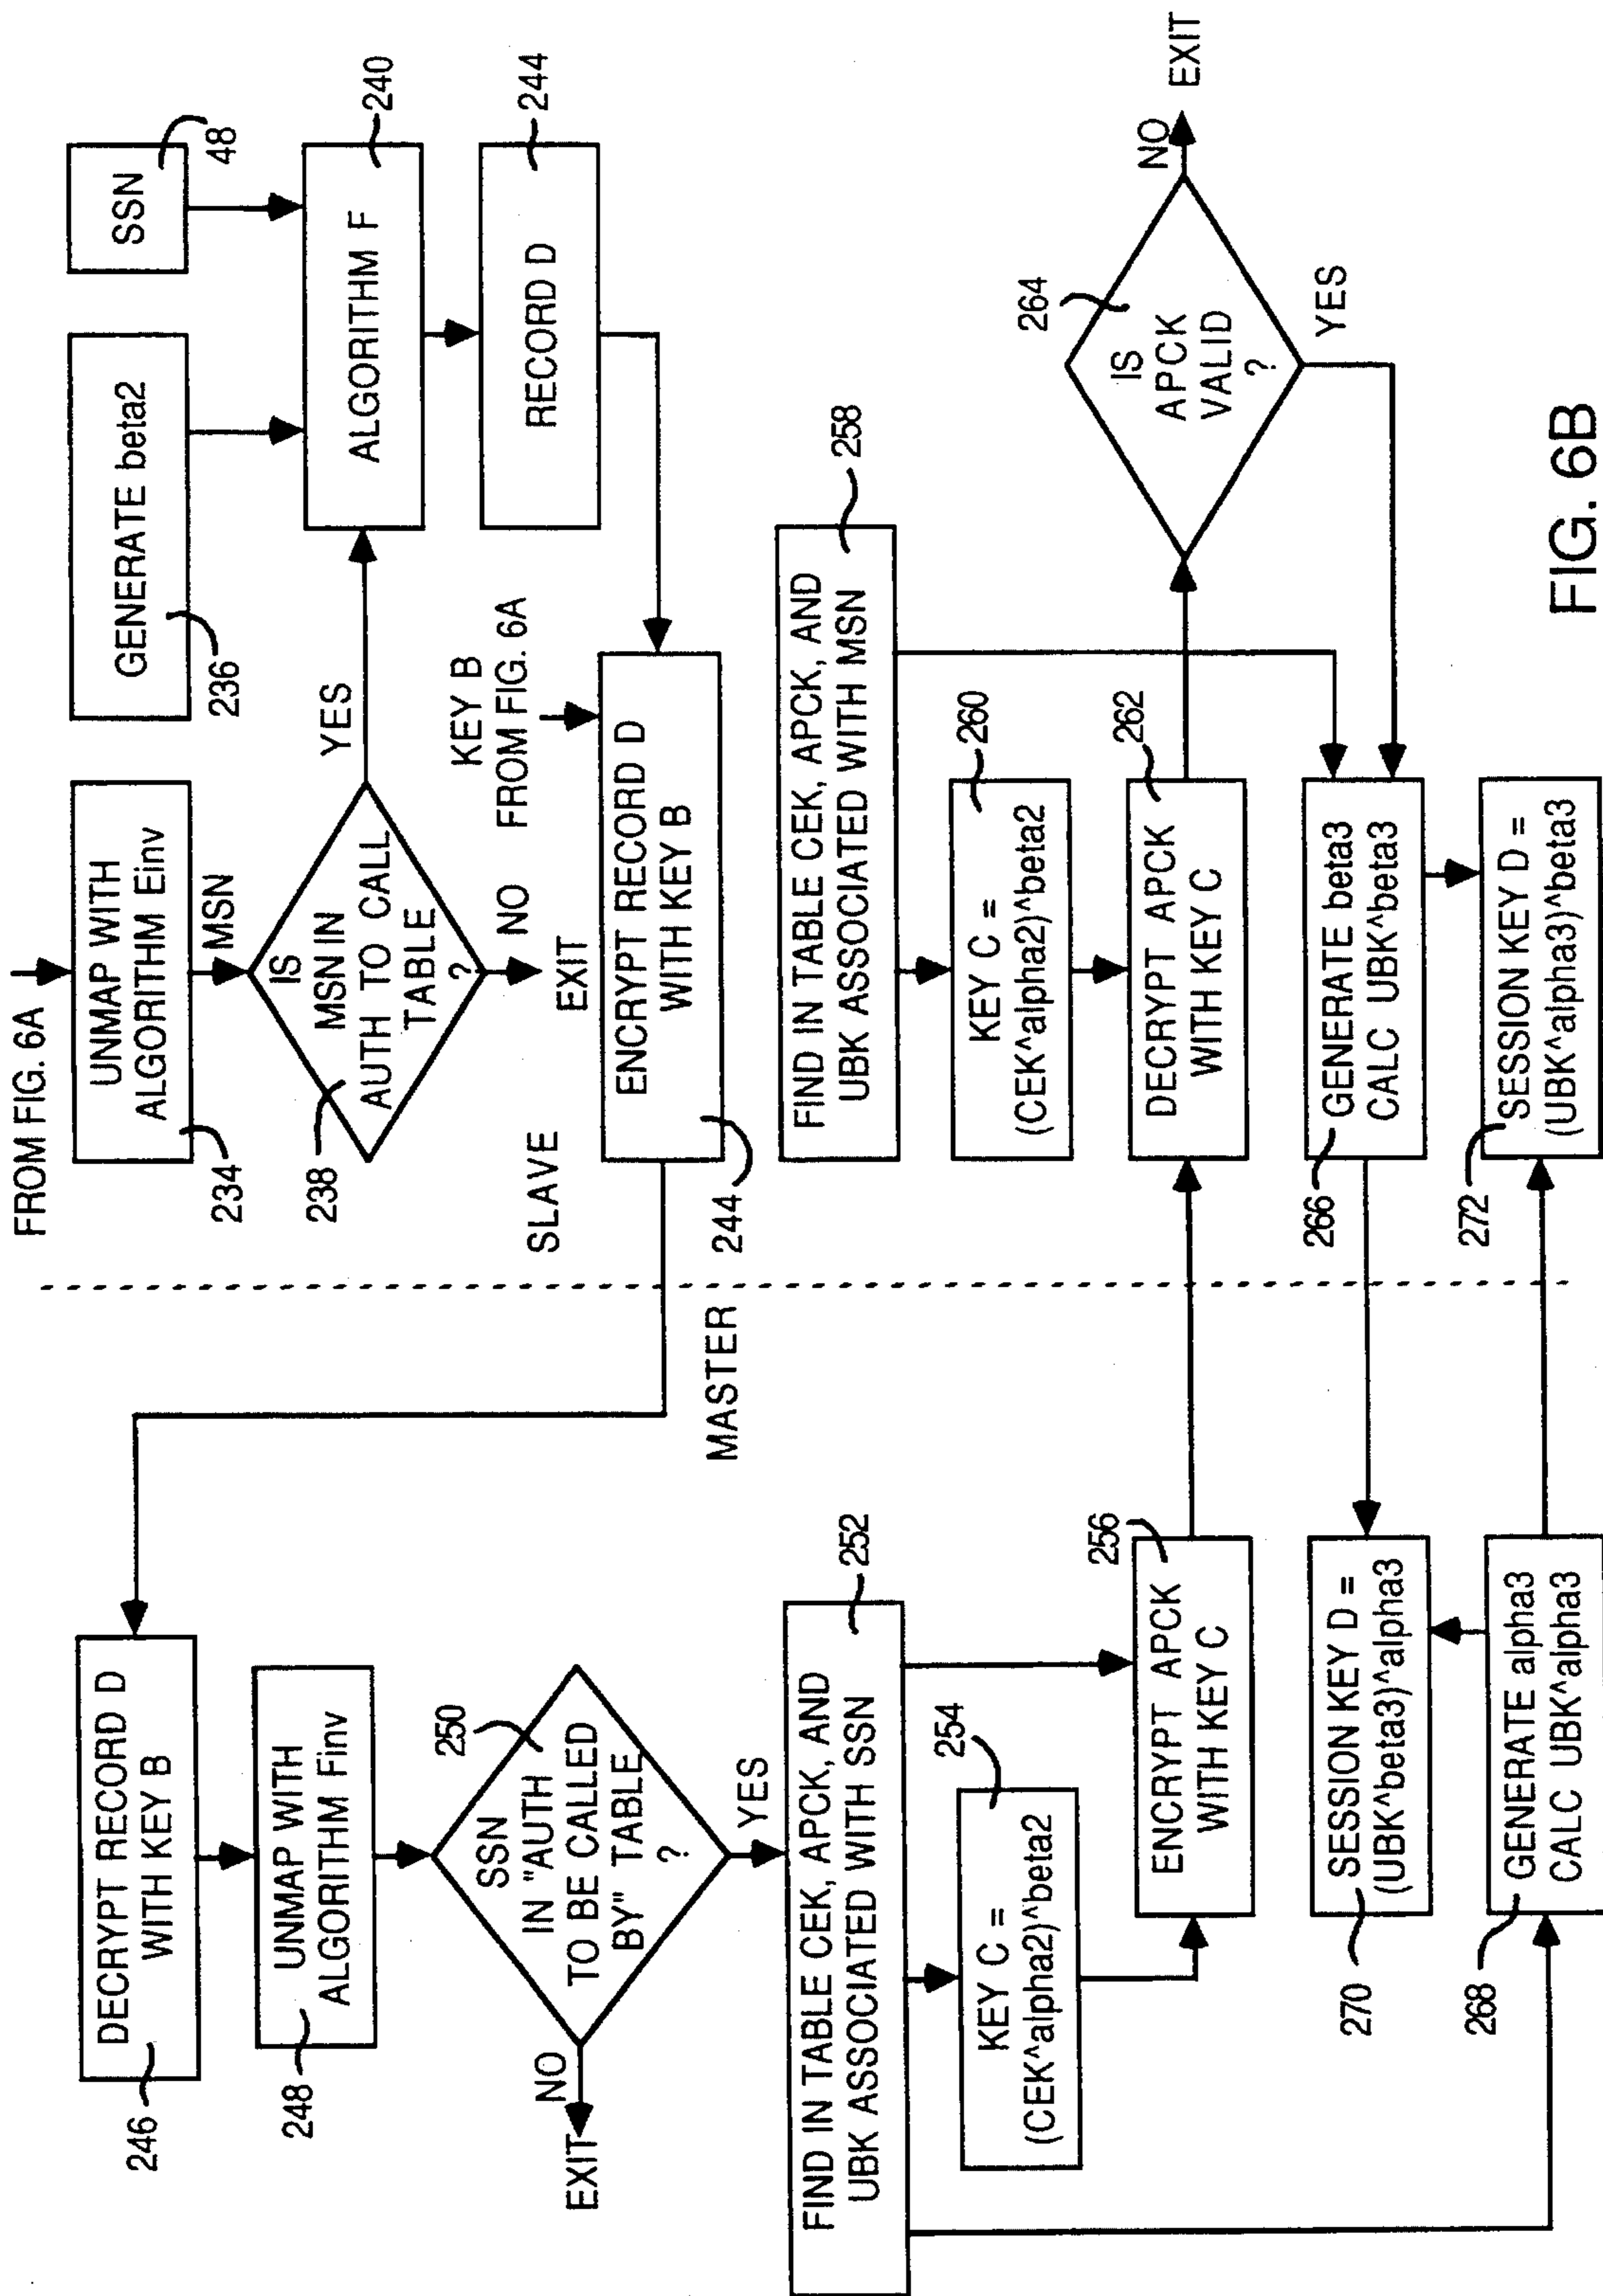 FROM FIG. 6A
UNMAP WITH
ALGORITHM Einv
234
MSN
IS
MSN IN
AUTH TO CALL
TABLE
?
238
YES
NO
EXIT
GENERATE beta2
236
SSN
48
ALGORITHM F
240
RECORD D
244
KEY B
FROM FIG. 6A
ENCRYPT RECORD D
WITH KEY B
244
SLAVE
MASTER
DECRYPT RECORD D
WITH KEY B
246
UNMAP WITH
ALGORITHM Finv
248
SSN
IN "AUTH
TO BE CALLED
BY" TABLE
?
250
NO
EXIT
YES
FIND IN TABLE CEK, APCK, AND
UBK ASSOCIATED WITH SSN
252
KEY C =
(CEK^alpha2)^beta2
254
ENCRYPT APCK
WITH KEY C
256
FIND IN TABLE CEK, APCK, AND
UBK ASSOCIATED WITH MSN
258
KEY C =
(CEK^alpha2)^beta2
260
DECRYPT APCK
WITH KEY C
262
IS
APCK
VALID
?
264
NO
EXIT
YES
GENERATE beta3
CALC UBK^beta3
266
SESSION KEY D =
(UBK^beta3)^alpha3
270
GENERATE alpha3
CALC UBK^alpha3
268
SESSION KEY D =
(UBK^alpha3)^beta3
272
FIG. 6B